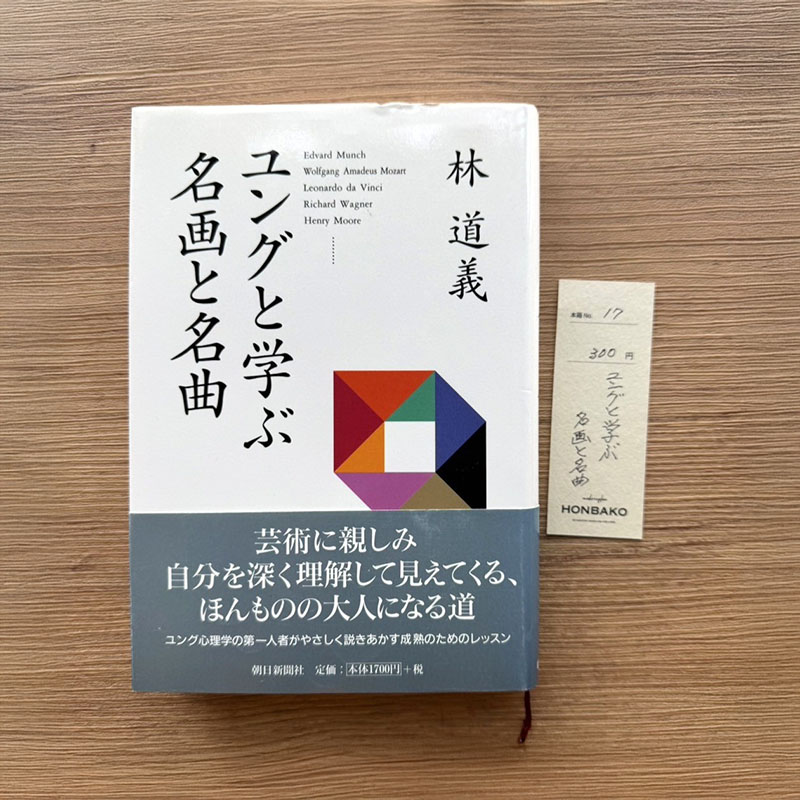 林 道義
Edvard Munch
Wolfgang Amadeus Mozart
Leonardo da Vinci
Richard Wagner
Henry Moore
ユングと学ぶ
名画と名曲
芸術に親しみ
自分を深く理解して見えてくる、
ほんものの大人になる道
ユング心理学の第一人者がやさしく説きあかす成熟のためのレッスン
朝日新聞社 定価:本体1700円+税
本箱No. 17
300 円
ユングと学ぶ
名画と名曲
HONBAKO